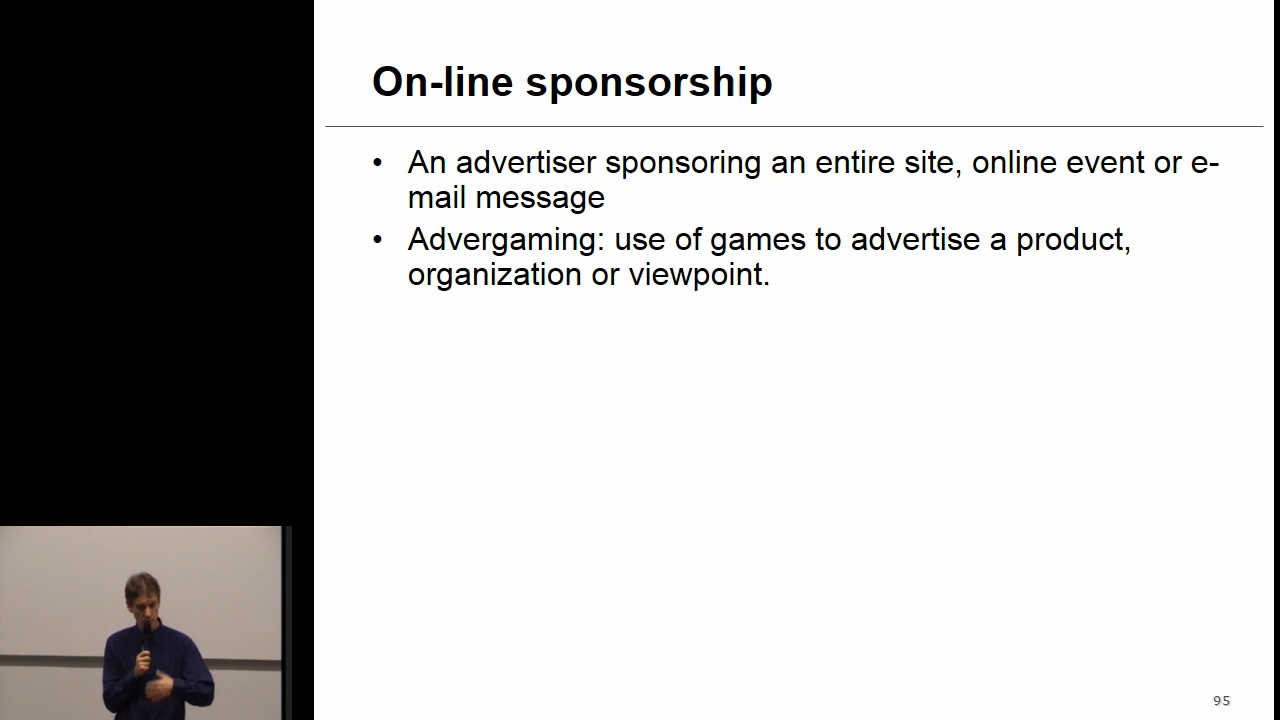 On-line sponsorship
• An advertiser sponsoring an entire site, online event or e-
mail message
• Advergaming: use of games to advertise a product,
organization or viewpoint.
95